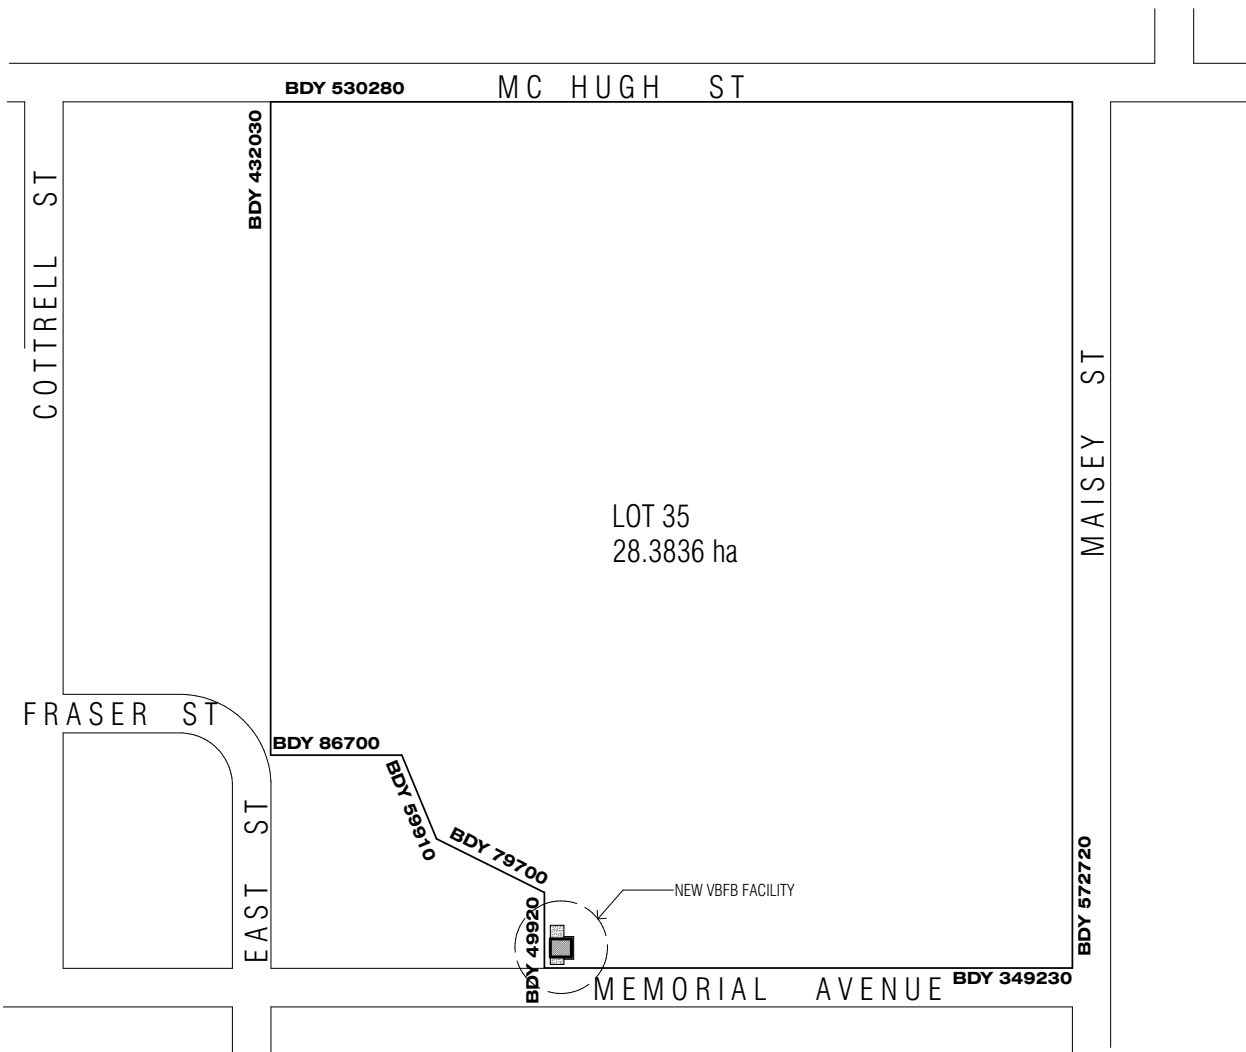 BDY 530280
MC HUGH ST
BDY 432030
COTTRELL ST
MAISEY ST
LOT 35
28.3836 ha
FRASER ST
BDY 86700
BDY 59910
BDY 79700
EAST ST
BDY 49920
NEW VBFB FACILITY
BDY 572720
MEMORIAL AVENUE
BDY 349230